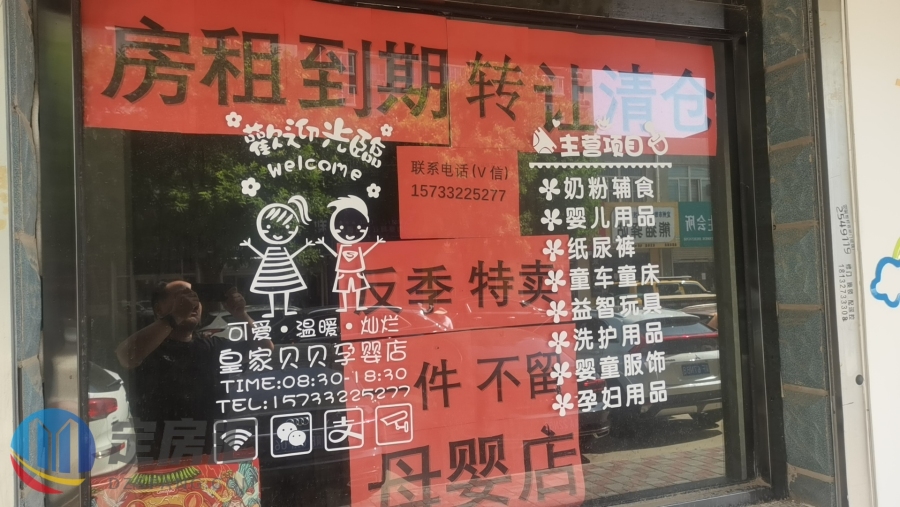 房租到期 转让清仓
歡迎光臨
Welcome
主营项目
联系电话(V信)
15733225277
奶粉辅食
婴儿用品
纸尿裤
童车童床
益智玩具
洗护用品
婴童服饰
孕妇用品
反季 特卖
可爱·温暖·灿烂
皇家贝贝孕婴店
TIME:08:30-18:30
TEL:15733225277
件 不留
母婴店
支